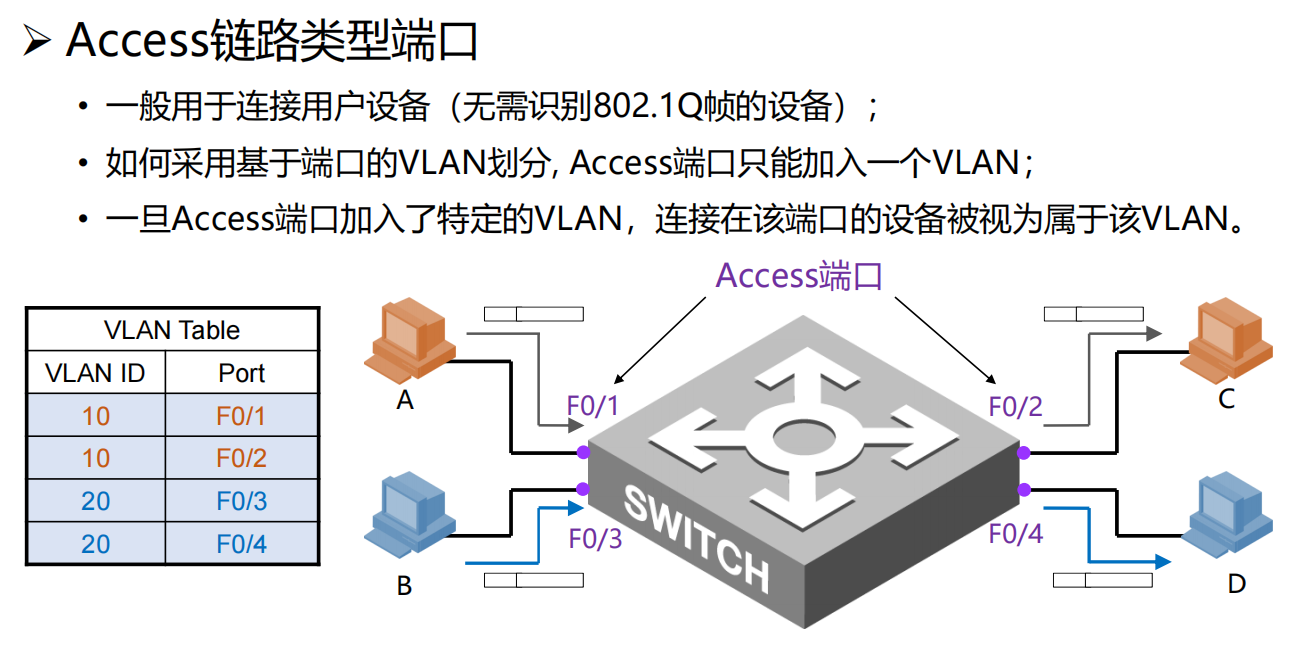 ➢ Access链路类型端口
• 一般用于连接用户设备（无需识别802.1Q帧的设备）;
• 如何采用基于端口的VLAN划分, Access端口只能加入一个VLAN;
• 一旦Access端口加入了特定的VLAN，连接在该端口的设备被视为属于该VLAN。
Access端口
VLAN Table
VLAN ID Port
10 F0/1
10 F0/2
20 F0/3
20 F0/4
A
B
F0/1
F0/3
SWITCH
F0/2
F0/4
C
D